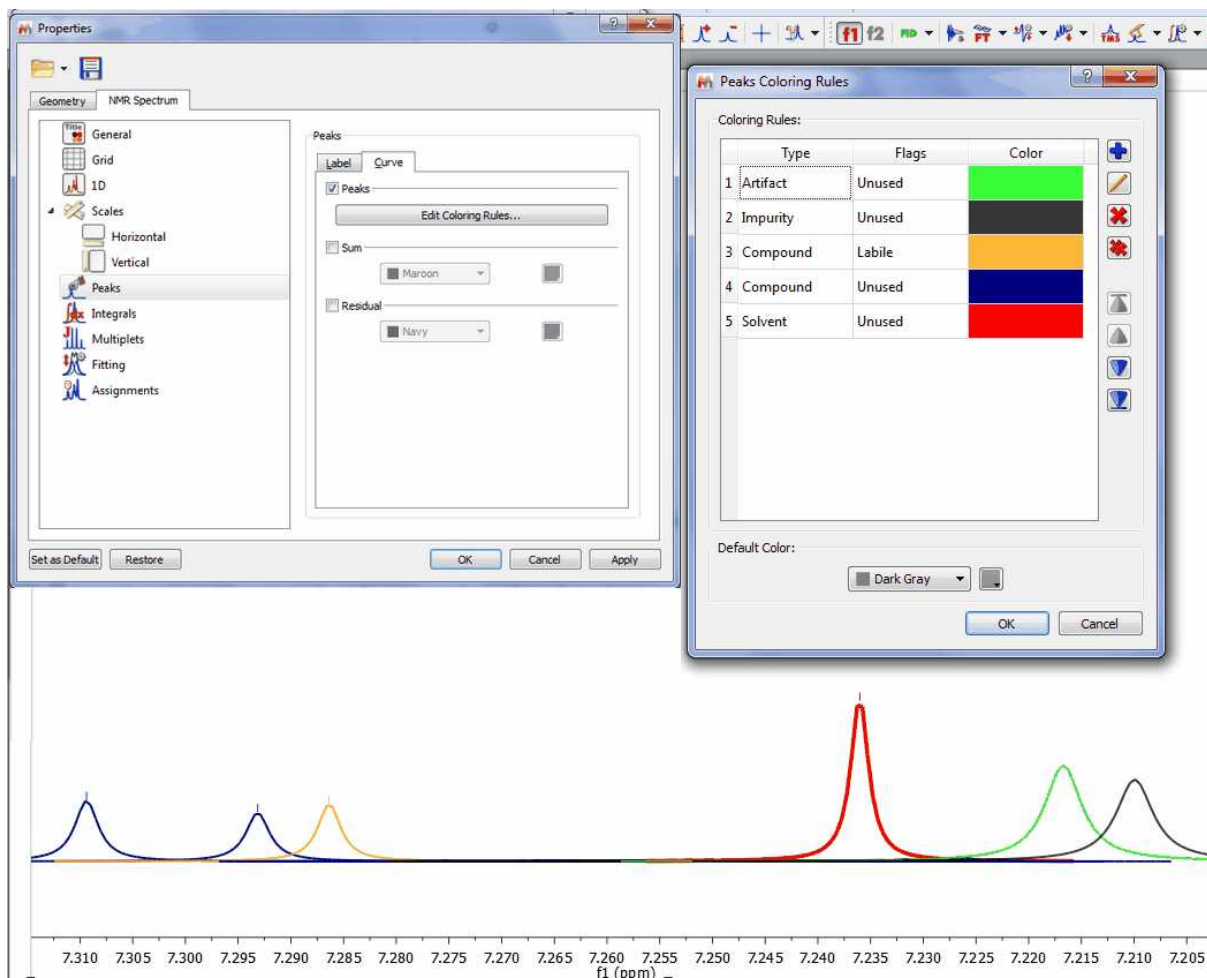 Properties
f1 f2 FID FT TMS
Geometry NMR Spectrum
Title
General
Grid
1D
Scales
Horizontal
Vertical
Peaks
Integrals
Multiplets
Fitting
Assignments
Peaks
Label Curve
Peaks
Edit Coloring Rules...
Sum
Maroon
Residual
Navy
Set as Default Restore OK Cancel Apply
Peaks Coloring Rules
Coloring Rules:
Type Flags Color
1 Artifact Unused
2 Impurity Unused
3 Compound Labile
4 Compound Unused
5 Solvent Unused
Default Color:
Dark Gray
OK Cancel
7.310 7.305 7.300 7.295 7.290 7.285 7.280 7.275 7.270 7.265 7.260 7.255 7.250 7.245 7.240 7.235 7.230 7.225 7.220 7.215 7.210 7.205
f1 (ppm)